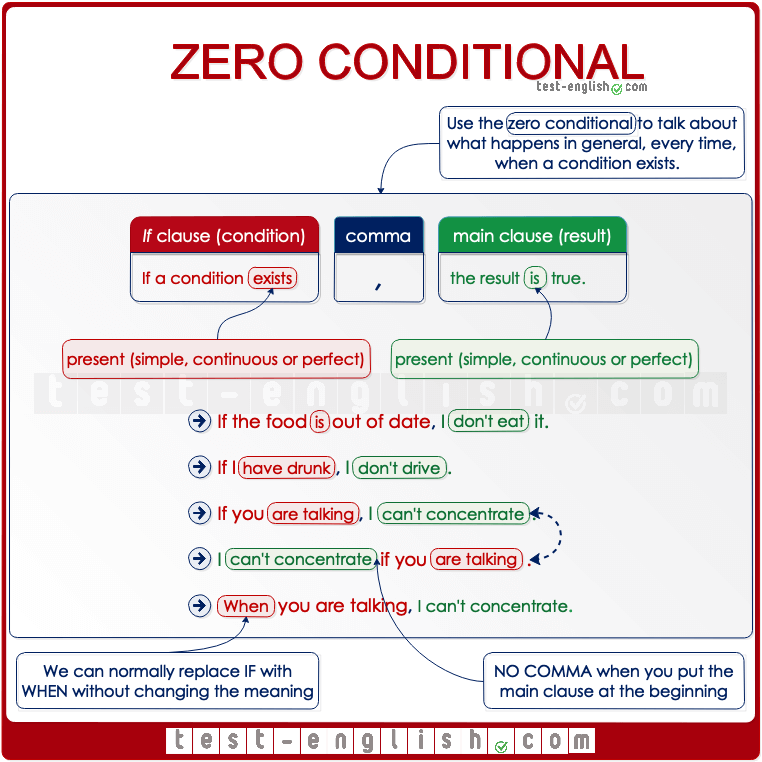 ZERO CONDITIONAL
test-english.com
Use the zero conditional to talk about
what happens in general, every time,
when a condition exists.
If clause (condition)
comma
main clause (result)
If a condition exists
,
the result is true.
present (simple, continuous or perfect)
present (simple, continuous or perfect)
test-english.com
If the food is out of date, I don't eat it.
If I have drunk, I don't drive.
If you are talking, I can't concentrate.
I can't concentrate if you are talking.
When you are talking, I can't concentrate.
We can normally replace IF with
WHEN without changing the meaning
NO COMMA when you put the
main clause at the beginning
test-english.com